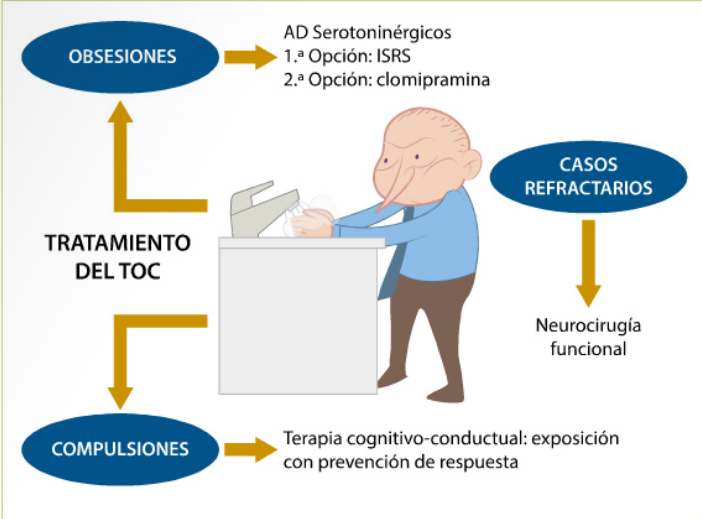 OBSESIONES
AD Serotoninérgicos
1.ª Opción: ISRS
2.ª Opción: clomipramina
CASOS
REFRACTARIOS
TRATAMIENTO
DEL TOC
Neurocirugía
funcional
COMPULSIONES
Terapia cognitivo-conductual: exposición
con prevención de respuesta